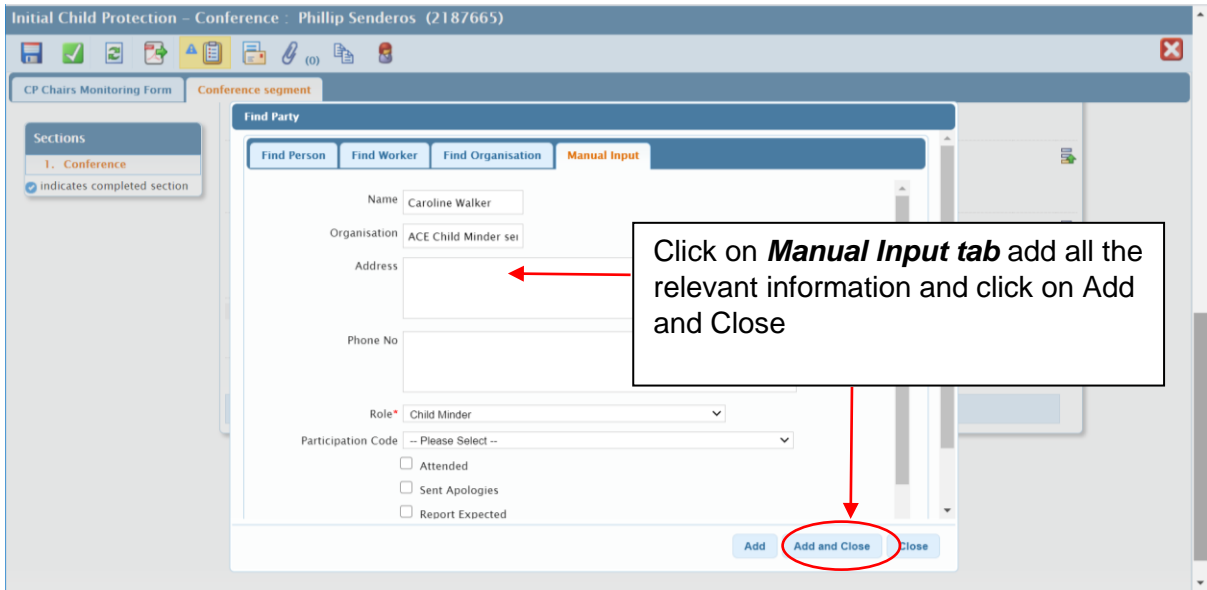 Initial Child Protection – Conference : Phillip Senderos (2187665)
(0)
CP Chairs Monitoring Form
Conference segment
Sections
1. Conference
indicates completed section
Find Party
Find Person
Find Worker
Find Organisation
Manual Input
Name
Caroline Walker
Organisation
ACE Child Minder ser
Address
Phone No
Role*
Child Minder
Participation Code
-- Please Select --
Attended
Sent Apologies
Report Expected
Click on Manual Input tab add all the
relevant information and click on Add
and Close
Add
Add and Close
Close